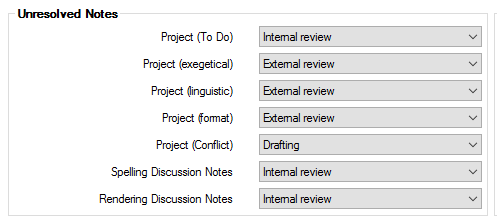 Unresolved Notes
Project (To Do) Internal review
Project (exegetical) External review
Project (linguistic) External review
Project (format) External review
Project (Conflict) Drafting
Spelling Discussion Notes Internal review
Rendering Discussion Notes Internal review